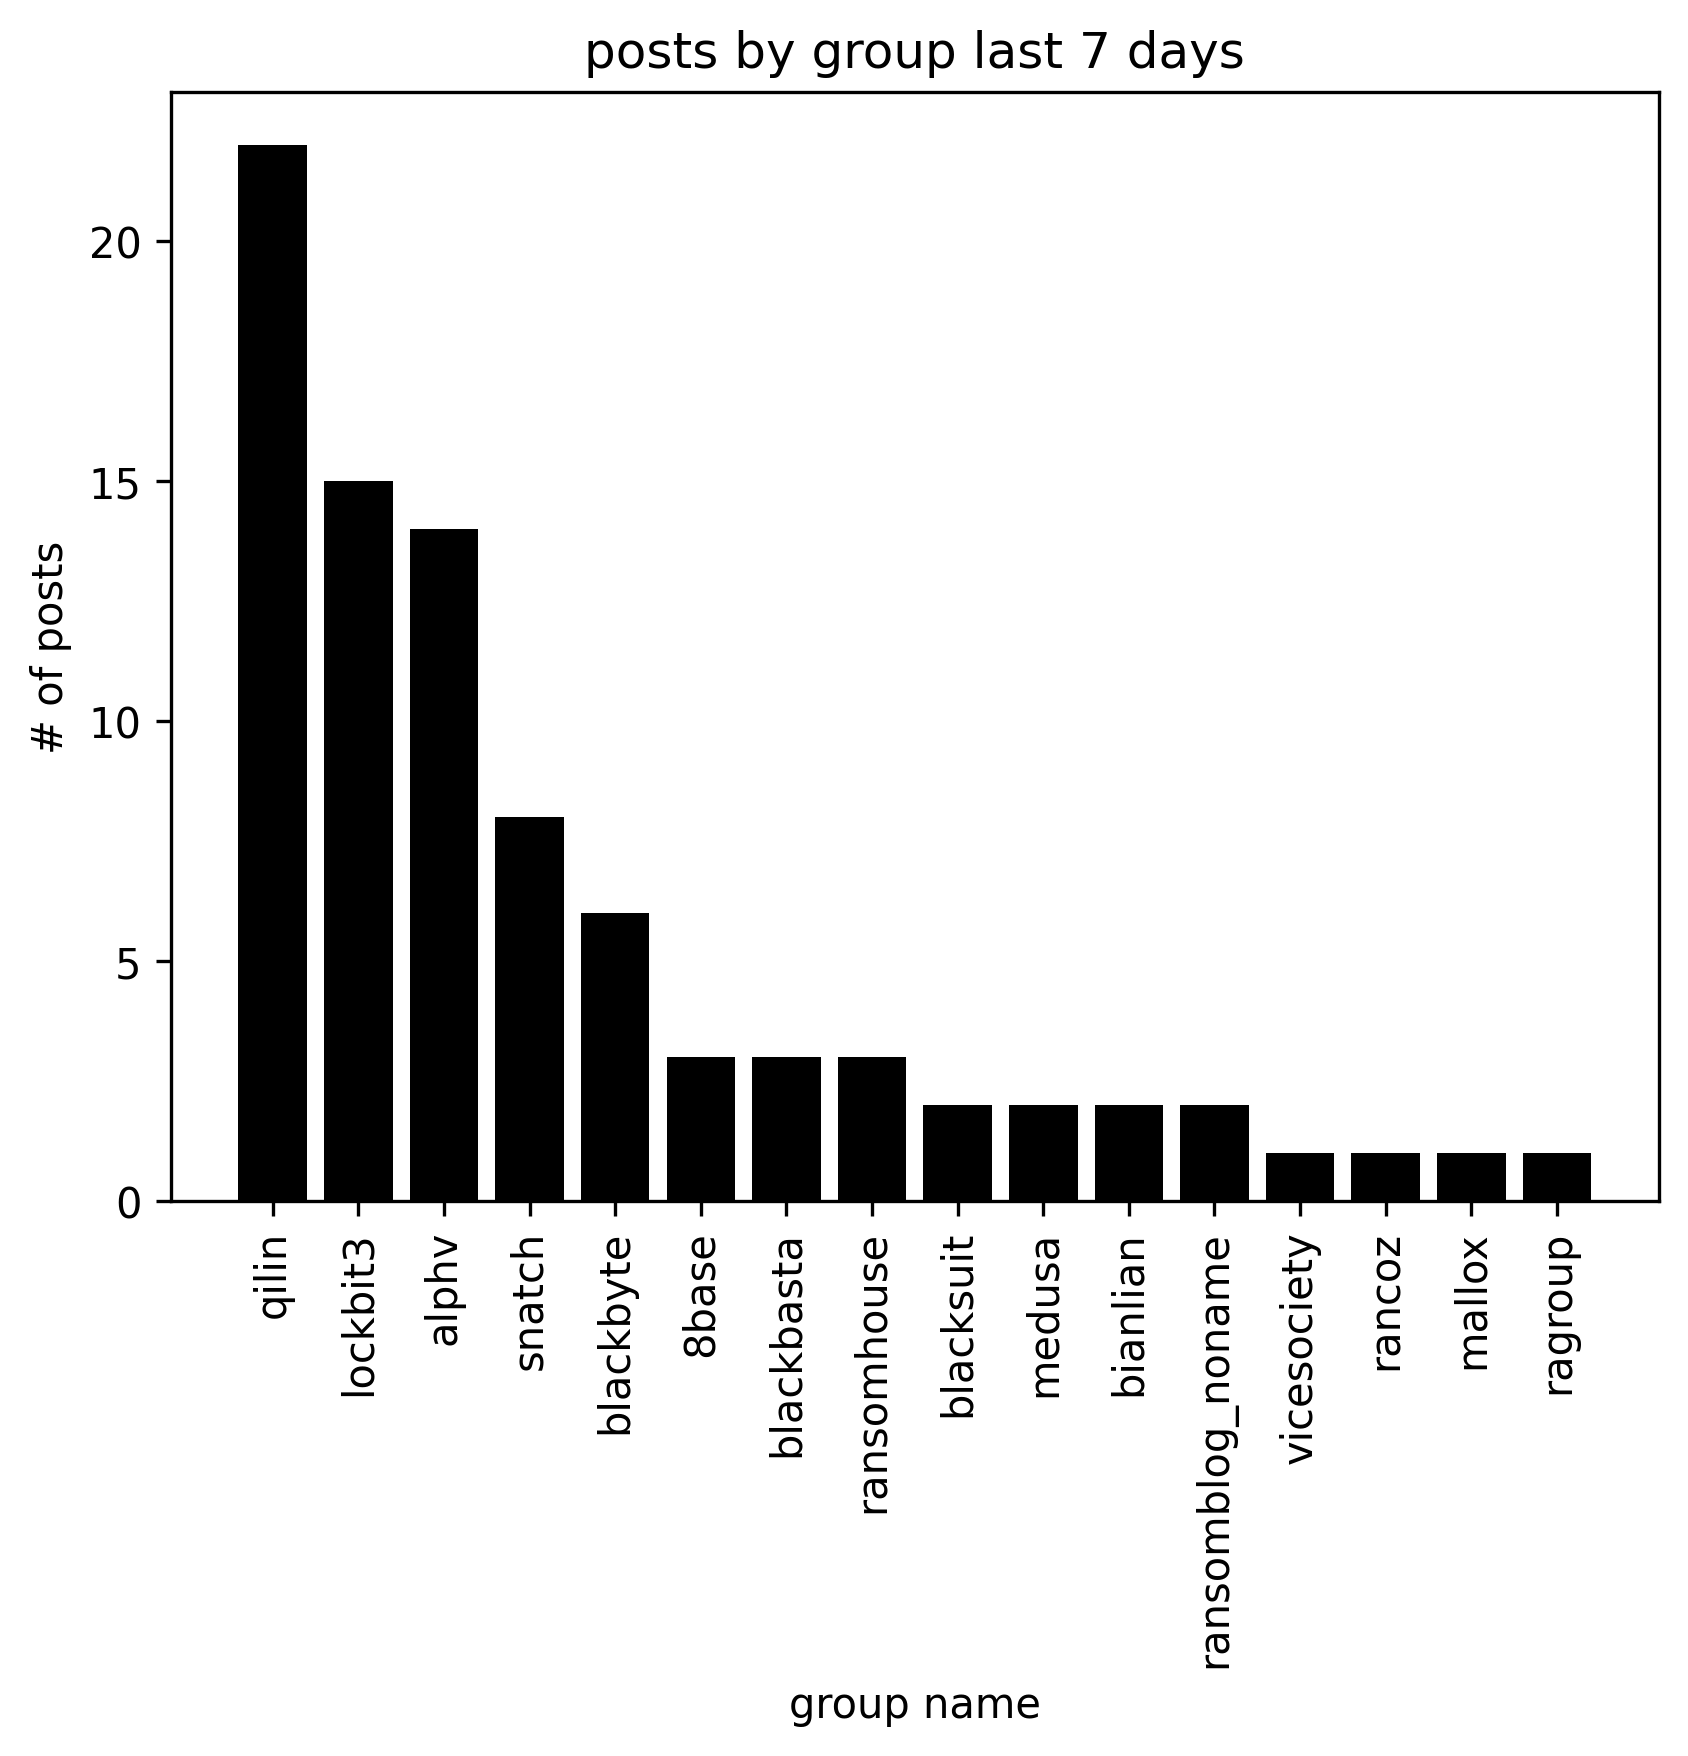 posts by group last 7 days
# of posts
20
15
10
5
0
qilin
lockbit3
alphv
snatch
blackbyte
8base
blackbasta
ransomhouse
blacksuit
medusa
bianlian
ransomblog_noname
vicesociety
rancoz
mallox
ragroup
group name